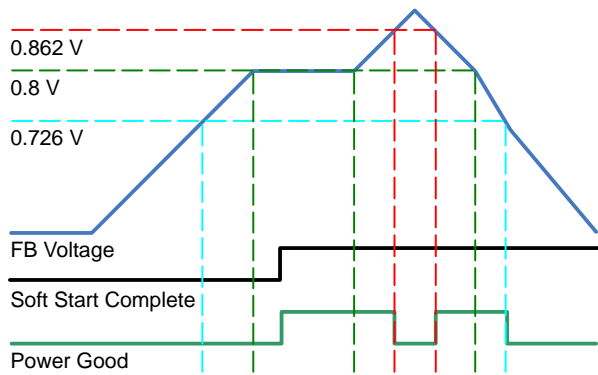 0.862 V
0.8 V
0.726 V
FB Voltage
Soft Start Complete
Power Good